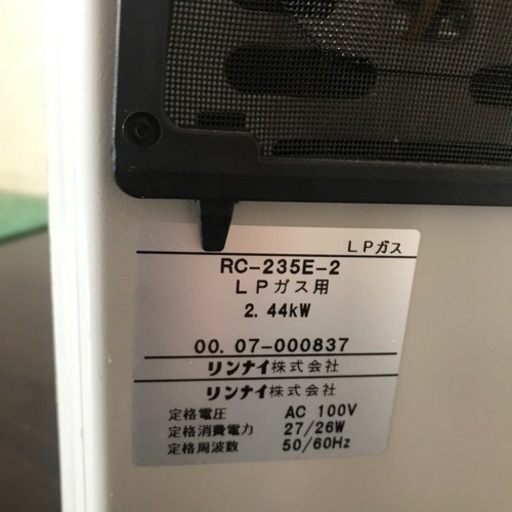 LPガス
RC-235E-2
LPガス用
2.44kW
00.07-000837
リンナイ株式会社
リンナイ株式会社
定格電圧 AC 100V
定格消費電力 27/26W
定格周波数 50/60Hz